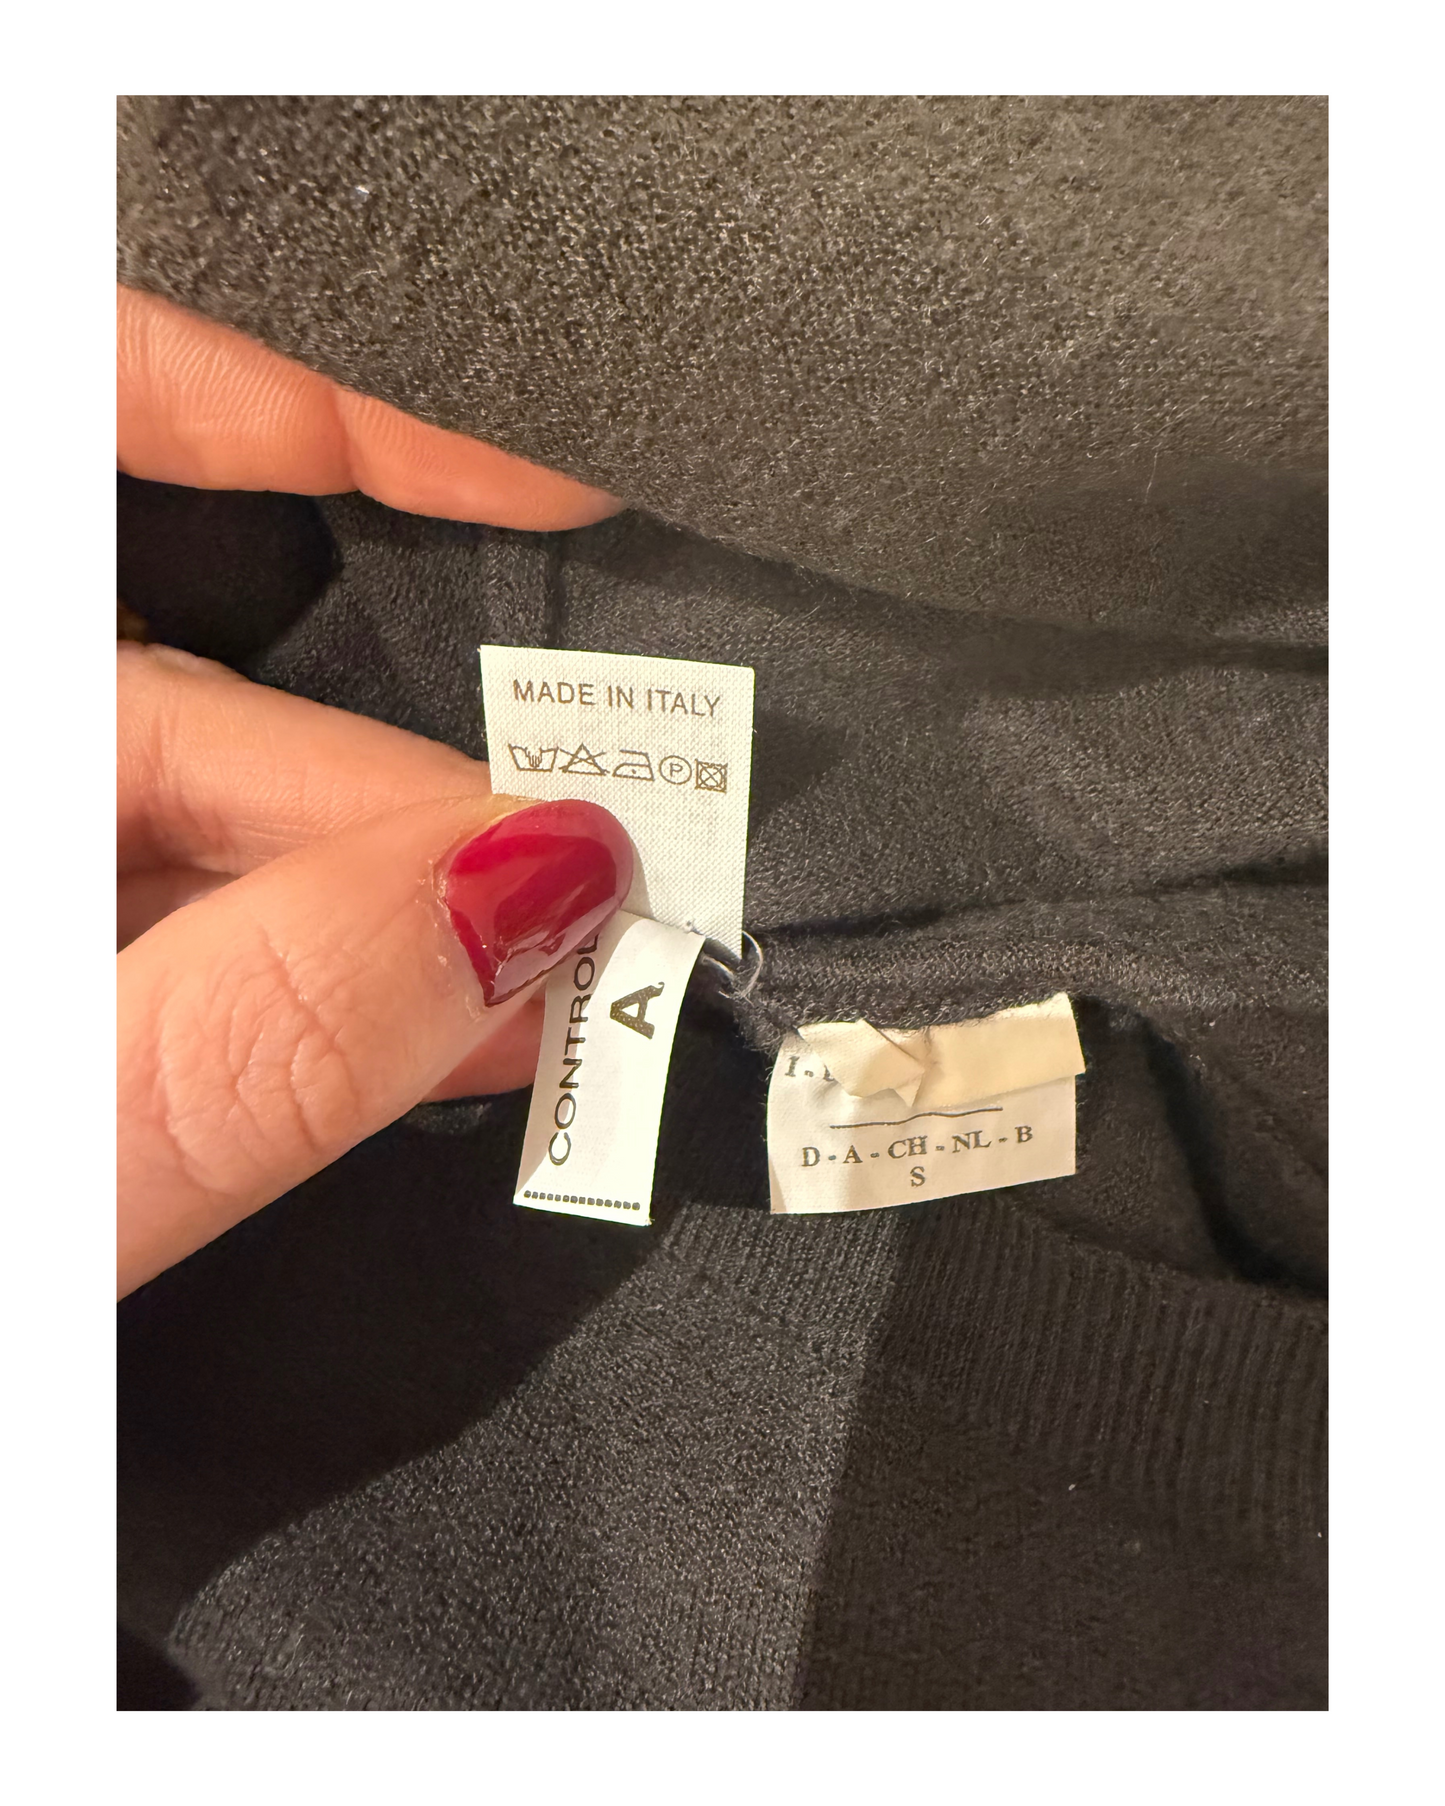 MADE IN ITALY
P
CONTROL
A
D - A - CH - NL - B
S